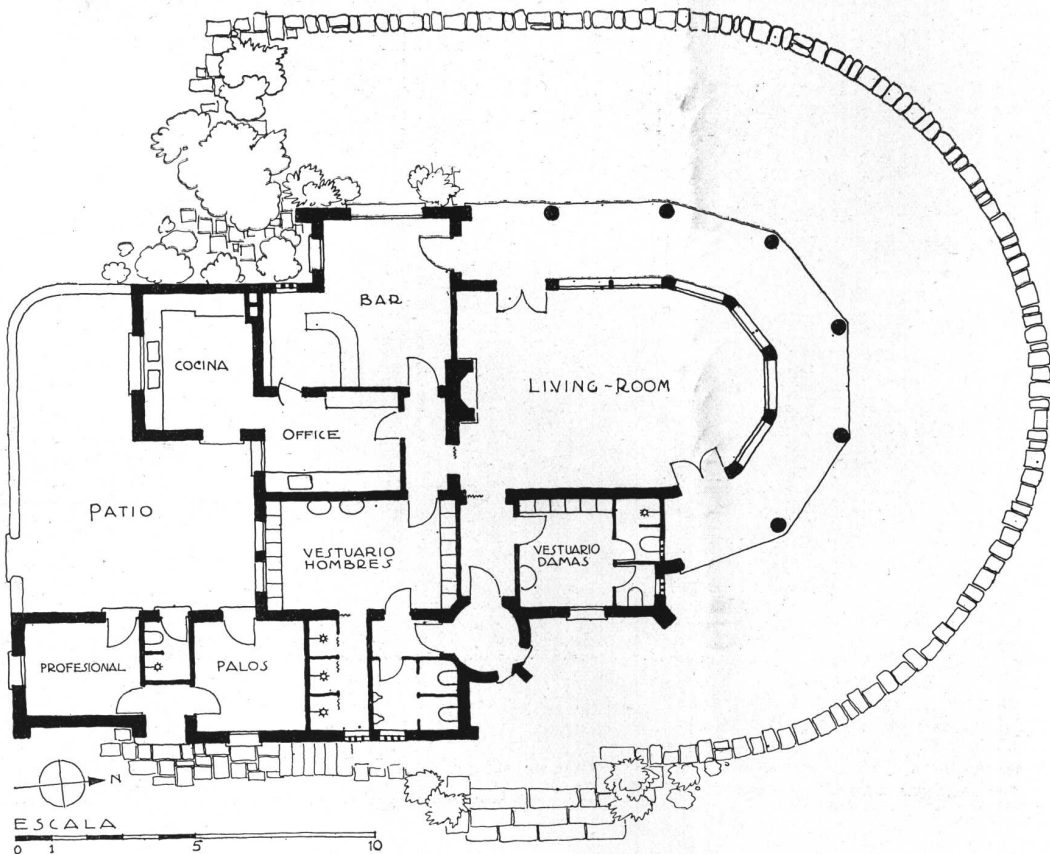 BAR
COCINA
LIVING-ROOM
OFFICE
PATIO
VESTUARIO
HOMBRES
VESTUARIO
DAMAS
PROFESIONAL
PALOS
N
ESCALA
0 1 5 10